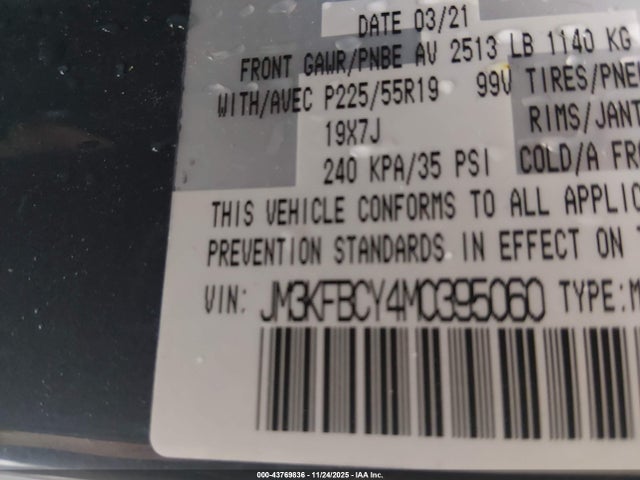 DATE 03/21
FRONT GAWR/PNBE AV 2513 LB 1140 KG
WITH/AVEC P225/55R19 99V TIRES/PNE
19X7J RIMS/JANT
240 KPA/35 PSI COLD/A FRO
THIS VEHICLE CONFORMS TO ALL APPLIC
PREVENTION STANDARDS IN EFFECT ON T
VIN: JM3KFBCY4M0395060 TYPE:M
000-43769836 - 11/24/2025 - IAA Inc.